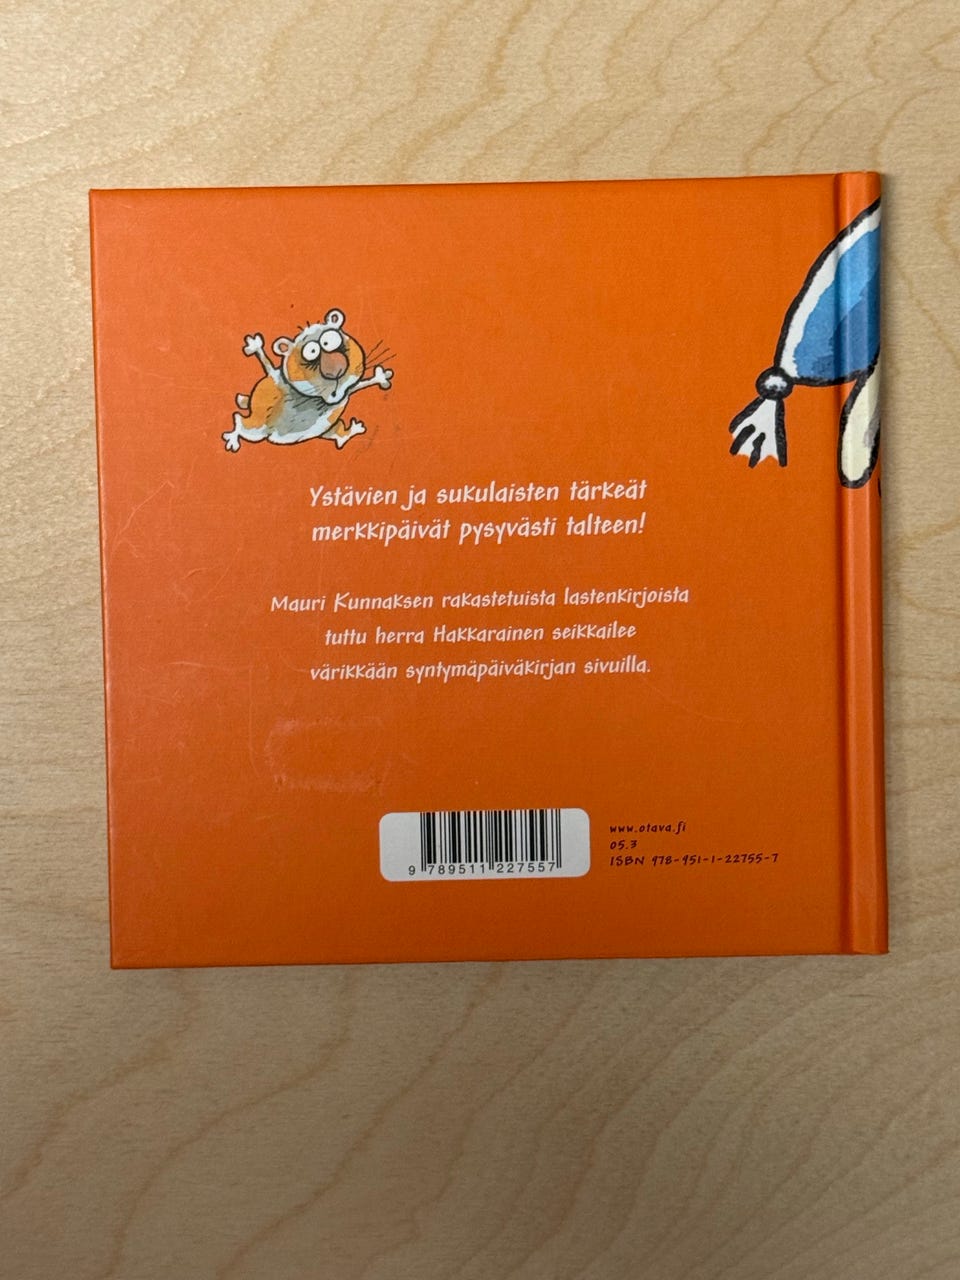 Ystävien ja sukulaisten tärkeät
merkkipäivät pysyvästi talteen!
Mauri Kunnaksen rakastetuista lastenkirjoista
tuttu herra Hakkarainen seikkailee
värikkään syntymäpäiväkirjan sivuilla.
9 789511 227557
www.otava.fi
05.3
ISBN 978-951-1-22755-7